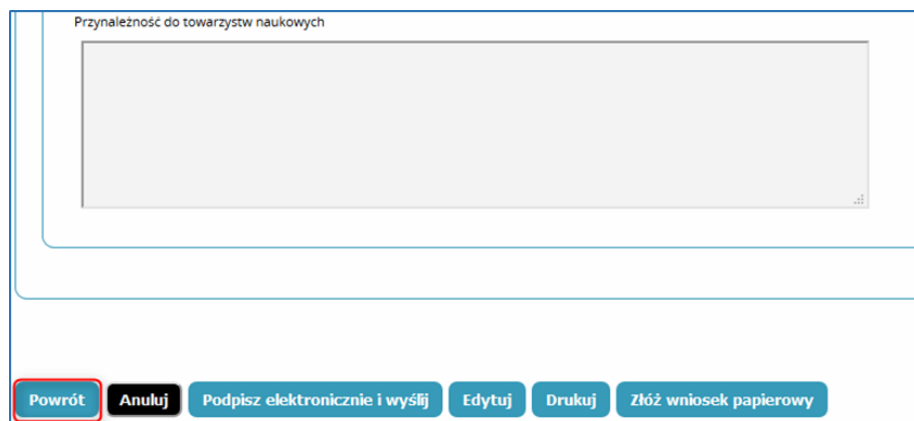 Przynależność do towarzystw naukowych
Powrót Anuluj Podpisz elektronicznie i wyślij Edytuj Drukuj Złóż wniosek papierowy